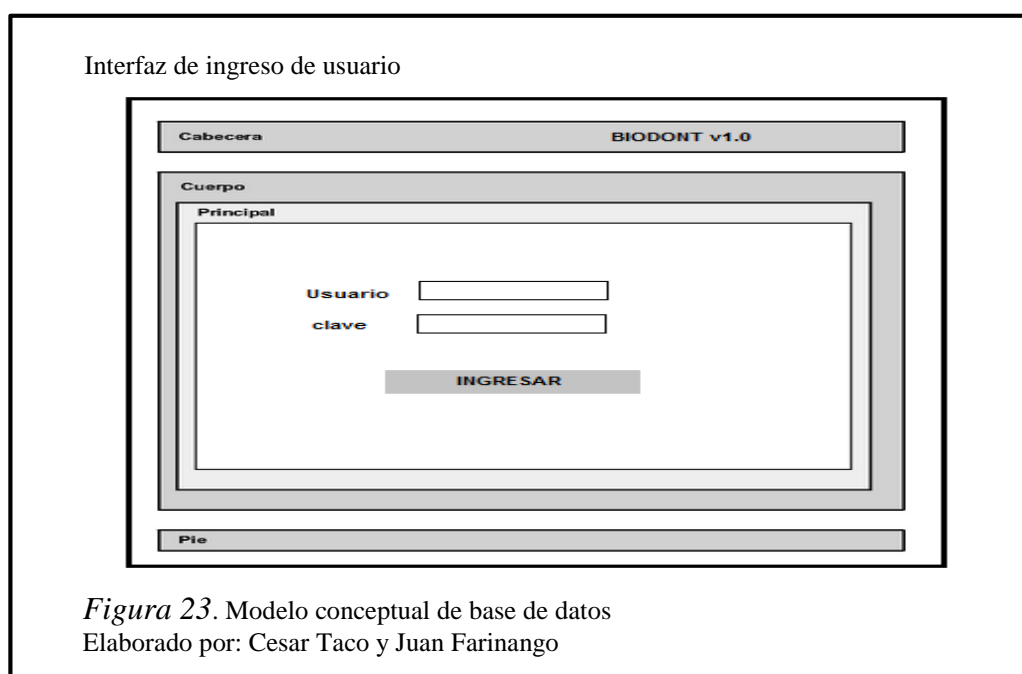 Interfaz de ingreso de usuario
Cabecera BIODONT v1.0
Cuerpo
Principal
Usuario
clave
INGRESAR
Pie
Figura 23. Modelo conceptual de base de datos
Elaborado por: Cesar Taco y Juan Farinango